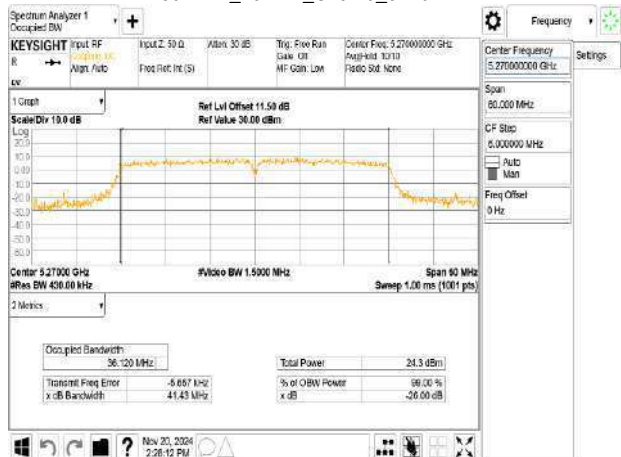 Spectrum Analyzer 1
Occupied BW
Frequency
KEYSIGHT
R
Input: RF
Align: Auto
Input Z: 50 Ω
Freq Ref: Int (S)
Atten: 30 dB
Trig: Free Run
Gate: Off
#IF Gain: Low
Center Freq: 5.270000000 GHz
Avg|Hold: 10/10
Radio Std: None
Center Frequency
5.270000000 GHz
Settings
Span
60.000 MHz
CF Step
6.000000 MHz
Auto
Man
Freq Offset
0 Hz
1 Graph
Scale/Div 10.0 dB
Ref Lvl Offset 11.50 dB
Ref Value 30.00 dBm
Log
20.0
10.0
0.00
-10.0
-20.0
-30.0
-40.0
-50.0
-60.0
Center 5.27000 GHz
#Res BW 430.00 kHz
#Video BW 1.5000 MHz
Span 60 MHz
Sweep 1.00 ms (1001 pts)
2 Metrics
Occupied Bandwidth
36.120 MHz
Total Power 24.3 dBm
Transmit Freq Error -5.657 kHz
x dB Bandwidth 41.43 MHz
% of OBW Power 99.00 %
x dB -26.00 dB
?
Nov 20, 2024
2:28:12 PM